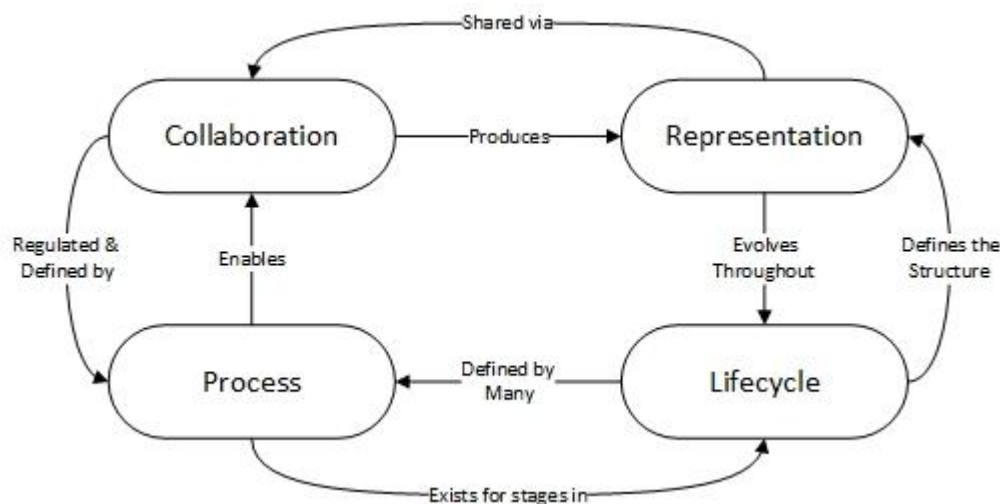 Shared via
Collaboration
Produces
Representation
Regulated &
Defined by
Enables
Evolves
Throughout
Defines the
Structure
Process
Defined by
Many
Lifecycle
Exists for stages in